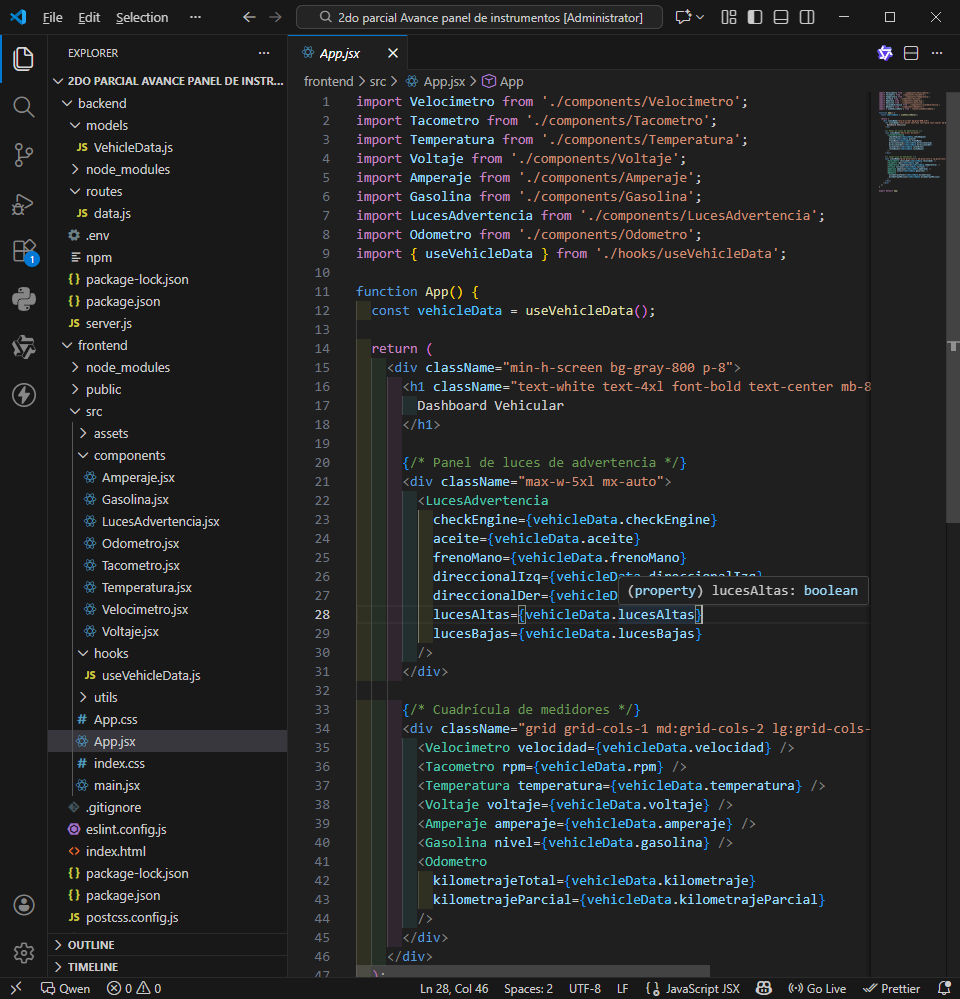 File Edit Selection ··· 2do parcial Avance panel de instrumentos [Administrator]
EXPLORER
2DO PARCIAL AVANCE PANEL DE INSTR...
backend
models
JS VehicleData.js
node_modules
routes
JS data.js
.env
npm
{} package-lock.json
{} package.json
JS server.js
frontend
node_modules
public
src
assets
components
Amperaje.jsx
Gasolina.jsx
LucesAdvertencia.jsx
Odometro.jsx
Tacometro.jsx
Temperatura.jsx
Velocimetro.jsx
Voltaje.jsx
hooks
JS useVehicleData.js
utils
# App.css
App.jsx
# index.css
main.jsx
.gitignore
eslint.config.js
<> index.html
{} package-lock.json
{} package.json
JS postcss.config.js
OUTLINE
TIMELINE
1
App.jsx
frontend > src > App.jsx > App
1 import Velocimetro from './components/Velocimetro';
2 import Tacometro from './components/Tacometro';
3 import Temperatura from './components/Temperatura';
4 import Voltaje from './components/Voltaje';
5 import Amperaje from './components/Amperaje';
6 import Gasolina from './components/Gasolina';
7 import LucesAdvertencia from './components/LucesAdvertencia';
8 import Odometro from './components/Odometro';
9 import { useVehicleData } from './hooks/useVehicleData';
10
11 function App() {
12 const vehicleData = useVehicleData();
13
14 return (
15 <div className="min-h-screen bg-gray-800 p-8">
16 <h1 className="text-white text-4xl font-bold text-center mb-8
17 Dashboard Vehicular
18 </h1>
19
20 {/* Panel de luces de advertencia */}
21 <div className="max-w-5xl mx-auto">
22 <LucesAdvertencia
23 checkEngine={vehicleData.checkEngine}
24 aceite={vehicleData.aceite}
25 frenoMano={vehicleData.frenoMano}
26 direccionalIzq={vehicleData.direccionalIzq}
27 direccionalDer={vehicleD
(property) lucesAltas: boolean
28 lucesAltas={vehicleData.lucesAltas}
29 lucesBajas={vehicleData.lucesBajas}
30 />
31 </div>
32
33 {/* Cuadrícula de medidores */}
34 <div className="grid grid-cols-1 md:grid-cols-2 lg:grid-cols-
35 <Velocimetro velocidad={vehicleData.velocidad} />
36 <Tacometro rpm={vehicleData.rpm} />
37 <Temperatura temperatura={vehicleData.temperatura} />
38 <Voltaje voltaje={vehicleData.voltaje} />
39 <Amperaje amperaje={vehicleData.amperaje} />
40 <Gasolina nivel={vehicleData.gasolina} />
41 <Odometro
42 kilometrajeTotal={vehicleData.kilometraje}
43 kilometrajeParcial={vehicleData.kilometrajeParcial}
44 />
45 </div>
46 </div>
47 );
Qwen 0 0 Ln 28, Col 46 Spaces: 2 UTF-8 LF {} JavaScript JSX Go Live Prettier